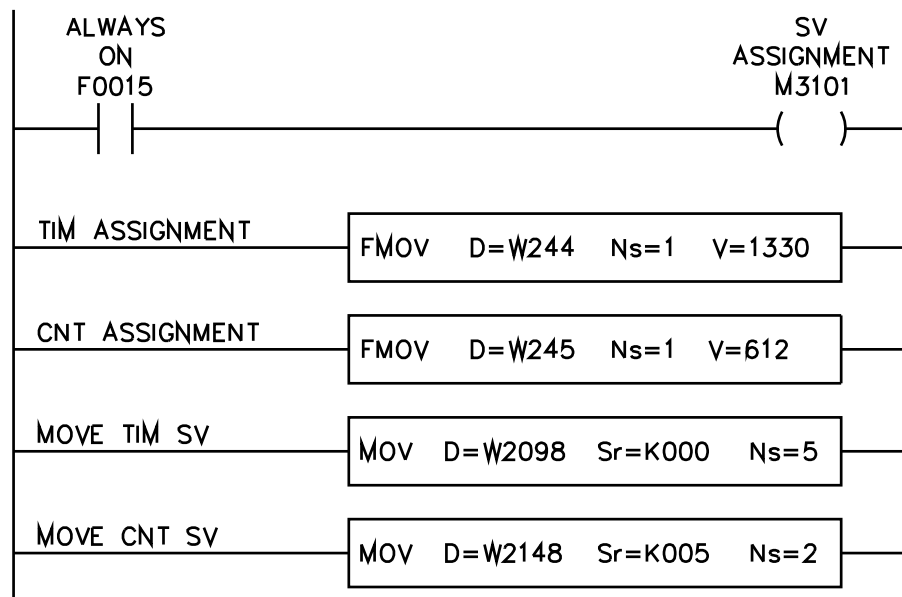 ALWAYS
ON
F0015
SV
ASSIGNMENT
M3101
TIM ASSIGNMENT
FMOV D=W244 Ns=1 V=1330
CNT ASSIGNMENT
FMOV D=W245 Ns=1 V=612
MOVE TIM SV
MOV D=W2098 Sr=K000 Ns=5
MOVE CNT SV
MOV D=W2148 Sr=K005 Ns=2